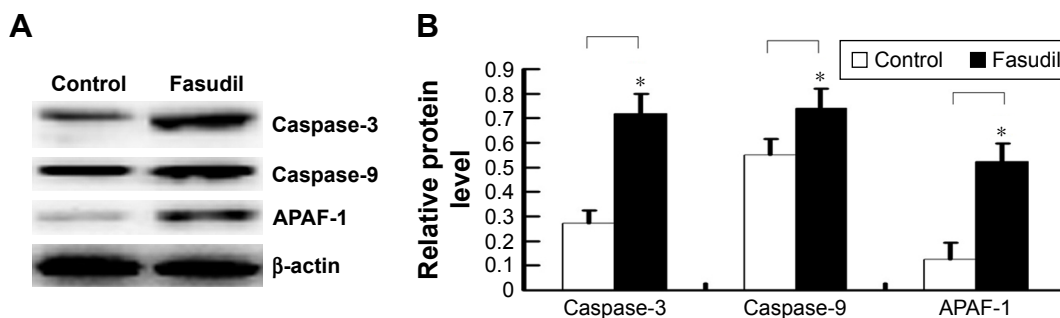 A
Control Fasudil
Caspase-3
Caspase-9
APAF-1
β-actin
B
Control Fasudil
Relative protein
level
0.9
0.8
0.7
0.6
0.5
0.4
0.3
0.2
0.1
0
*
*
*
Caspase-3 Caspase-9 APAF-1